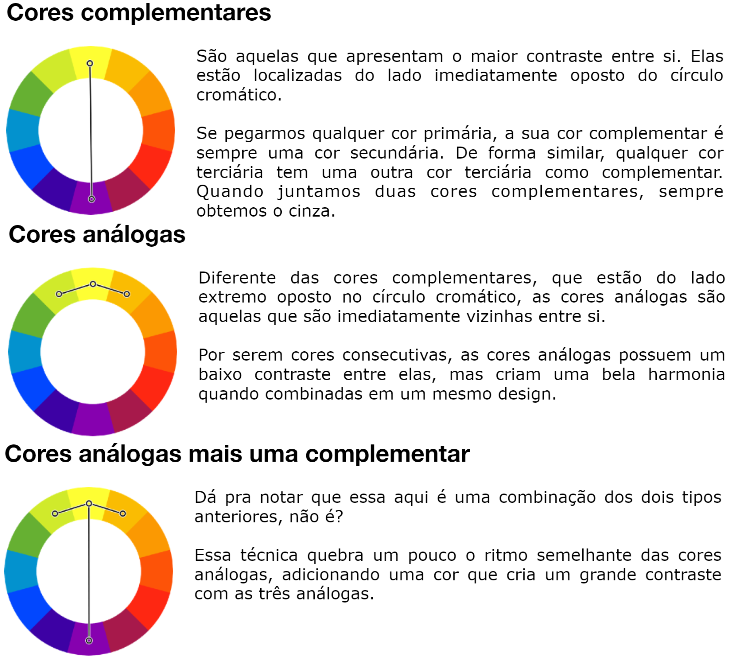 Cores complementares
São aquelas que apresentam o maior contraste entre si. Elas
estão localizadas do lado imediatamente oposto do círculo
cromático.
Se pegarmos qualquer cor primária, a sua cor complementar é
sempre uma cor secundária. De forma similar, qualquer cor
terciária tem uma outra cor terciária como complementar.
Quando juntamos duas cores complementares, sempre
obtemos o cinza.
Cores análogas
Diferente das cores complementares, que estão do lado
extremo oposto no círculo cromático, as cores análogas são
aquelas que são imediatamente vizinhas entre si.
Por serem cores consecutivas, as cores análogas possuem um
baixo contraste entre elas, mas criam uma bela harmonia
quando combinadas em um mesmo design.
Cores análogas mais uma complementar
Dá pra notar que essa aqui é uma combinação dos dois tipos
anteriores, não é?
Essa técnica quebra um pouco o ritmo semelhante das cores
análogas, adicionando uma cor que cria um grande contraste
com as três análogas.